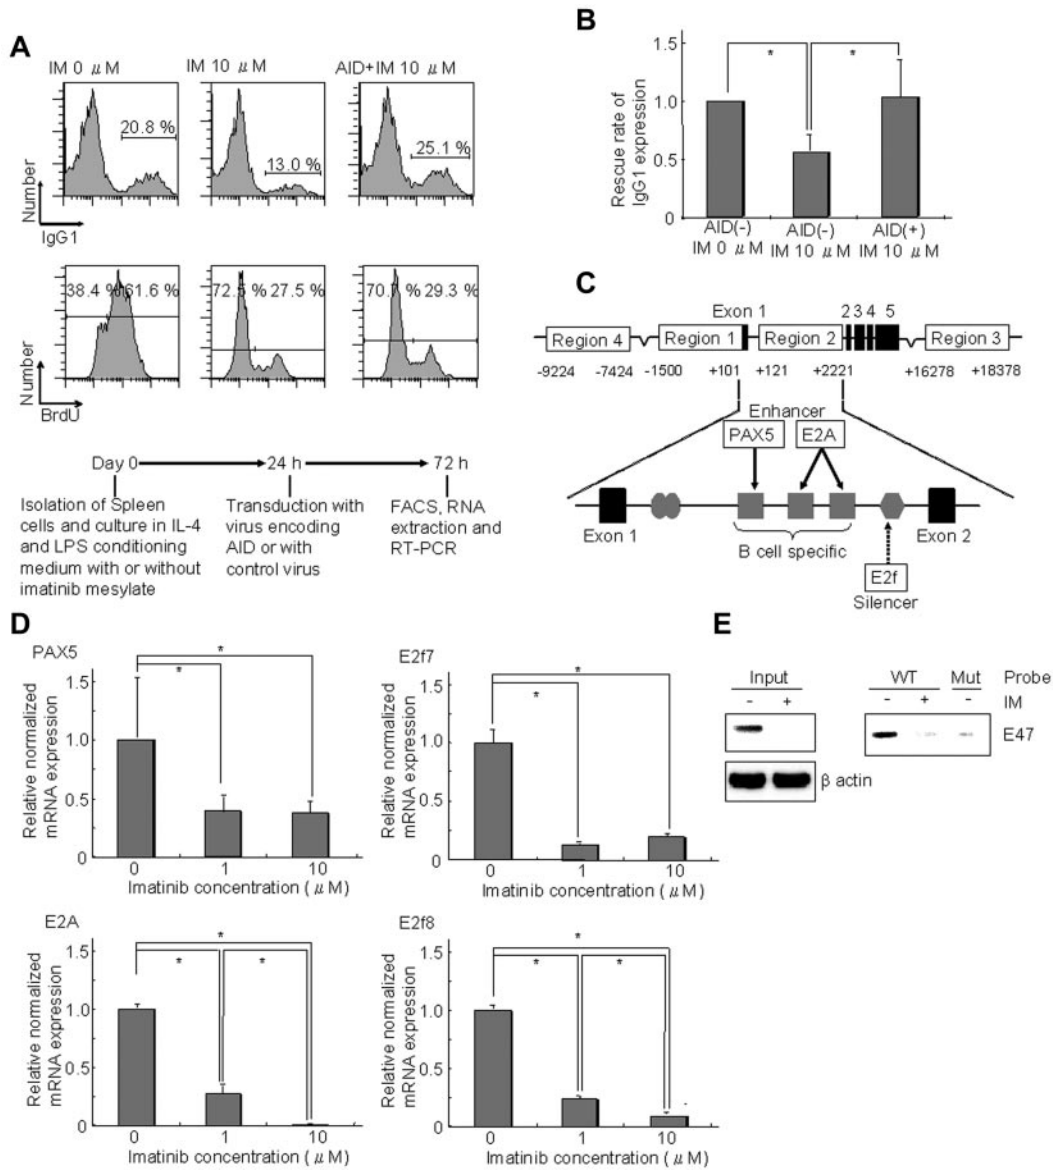 A
IM 0 μM
IM 10 μM
AID+IM 10 μM
20.8 %
13.0 %
25.1 %
Number
IgG1
61.6 %
27.5 %
29.3 %
Number
BrdU
Day 0
24 h
72 h
Isolation of Spleen
cells and culture in IL-4
and LPS conditioning
medium with or without
imatinib mesylate
Transduction with
virus encoding
AID or with
control virus
FACS, RNA
extraction and
RT-PCR
B
Rescue rate of
IgG1 expression
1.5
1.0
0.5
0
*
*
AID(-)
IM 0 μM
AID(-)
IM 10 μM
AID(+)
IM 10 μM
C
Exon 1
2 3 4 5
Region 4
Region 1
Region 2
Region 3
-9224
-7424
-1500
+101
+121
+2221
+16278
+18378
Enhancer
PAX5
E2A
Exon 1
B cell specific
Exon 2
E2f
Silencer
D
PAX5
Relative normalized
mRNA expression
1.5
1.0
0.5
0
*
*
0
1
10
Imatinib concentration ( μM)
E2f7
Relative normalized
mRNA expression
1.5
1.0
0.5
0
*
*
0
1
10
Imatinib concentration ( μM)
E2A
Relative normalized
mRNA expression
1.5
1.0
0.5
0
*
*
*
0
1
10
Imatinib concentration ( μM)
E2f8
Relative normalized
mRNA expression
1.5
1.0
0.5
0
*
*
*
0
1
10
Imatinib concentration ( μM)
E
Input
WT
Mut
Probe
- +
- + -
IM
E47
β actin